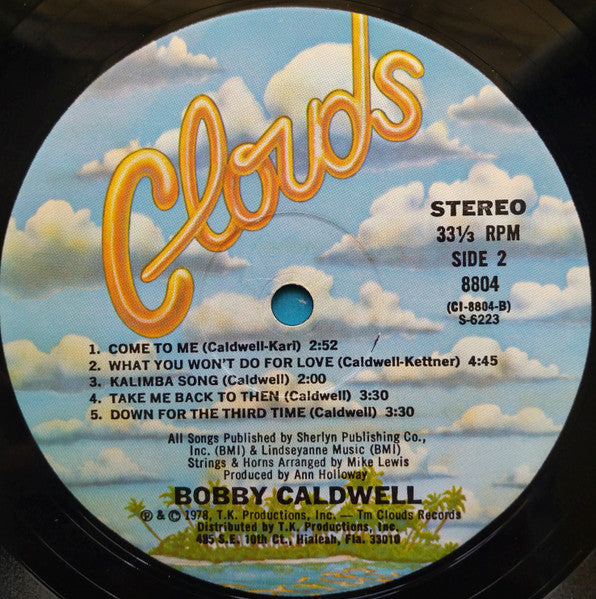 Clouds
STEREO
33⅓ RPM
SIDE 2
8804
(CI-8804-B)
S-6223
1. COME TO ME (Caldwell-Karl) 2:52
2. WHAT YOU WON'T DO FOR LOVE (Caldwell-Kettner) 4:45
3. KALIMBA SONG (Caldwell) 2:00
4. TAKE ME BACK TO THEN (Caldwell) 3:30
5. DOWN FOR THE THIRD TIME (Caldwell) 3:30
All Songs Published by Sherlyn Publishing Co.,
Inc. (BMI) & Lindseyanne Music (BMI)
Strings & Horns Arranged by Mike Lewis
Produced by Ann Holloway
BOBBY CALDWELL
℗ & © 1978, T.K. Productions, Inc. — Tm Clouds Records
Distributed by T.K. Productions, Inc.
495 S.E. 10th Ct., Hialeah, Fla. 33010